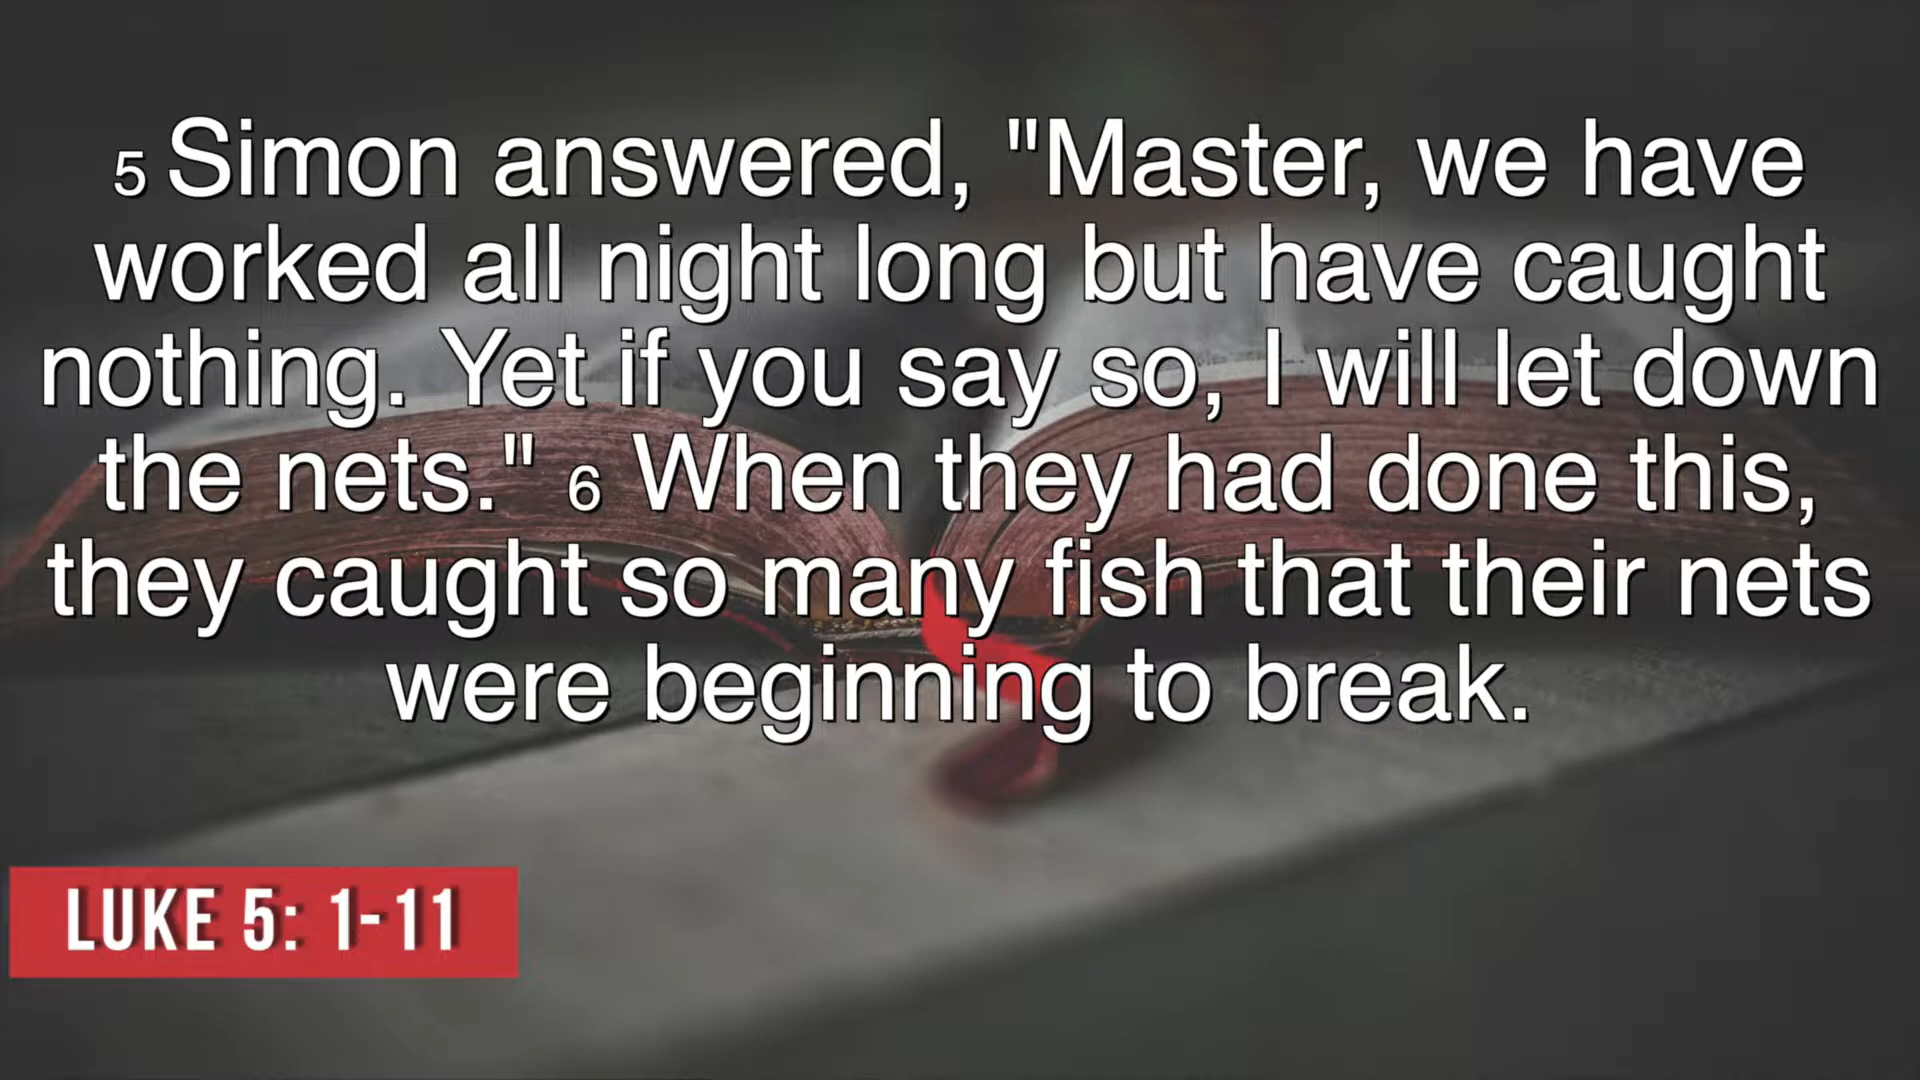 5 Simon answered, "Master, we have
worked all night long but have caught
nothing. Yet if you say so, I will let down
the nets." 6 When they had done this,
they caught so many fish that their nets
were beginning to break.
LUKE 5: 1-11